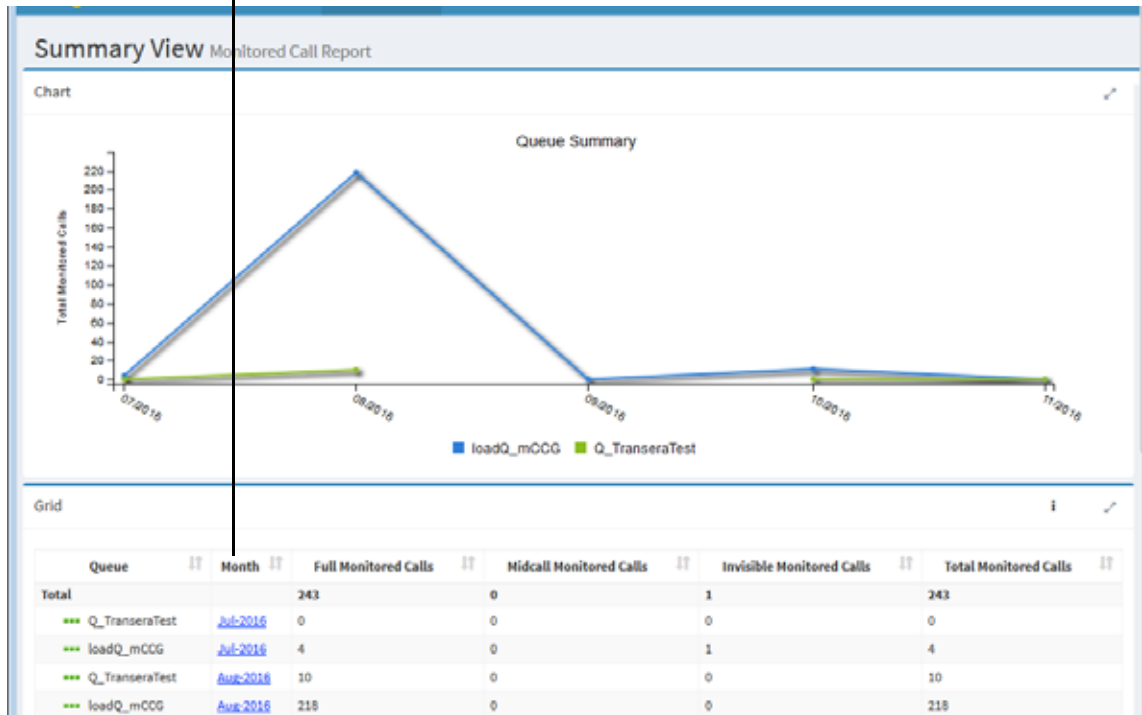 Summary View Monitored Call Report
Chart
Queue Summary
Total Monitored Calls
220
200
180
160
140
120
100
80
60
40
20
0
07/2016 08/2016 09/2016 10/2016 11/2016
loadQ_mCCG Q_TranseraTest
Grid
Queue Month Full Monitored Calls Midcall Monitored Calls Invisible Monitored Calls Total Monitored Calls
Total 243 0 1 243
Q_TranseraTest Jul-2016 0 0 0 0
loadQ_mCCG Jul-2016 4 0 1 4
Q_TranseraTest Aug-2016 10 0 0 10
loadQ_mCCG Aug-2016 218 0 0 218